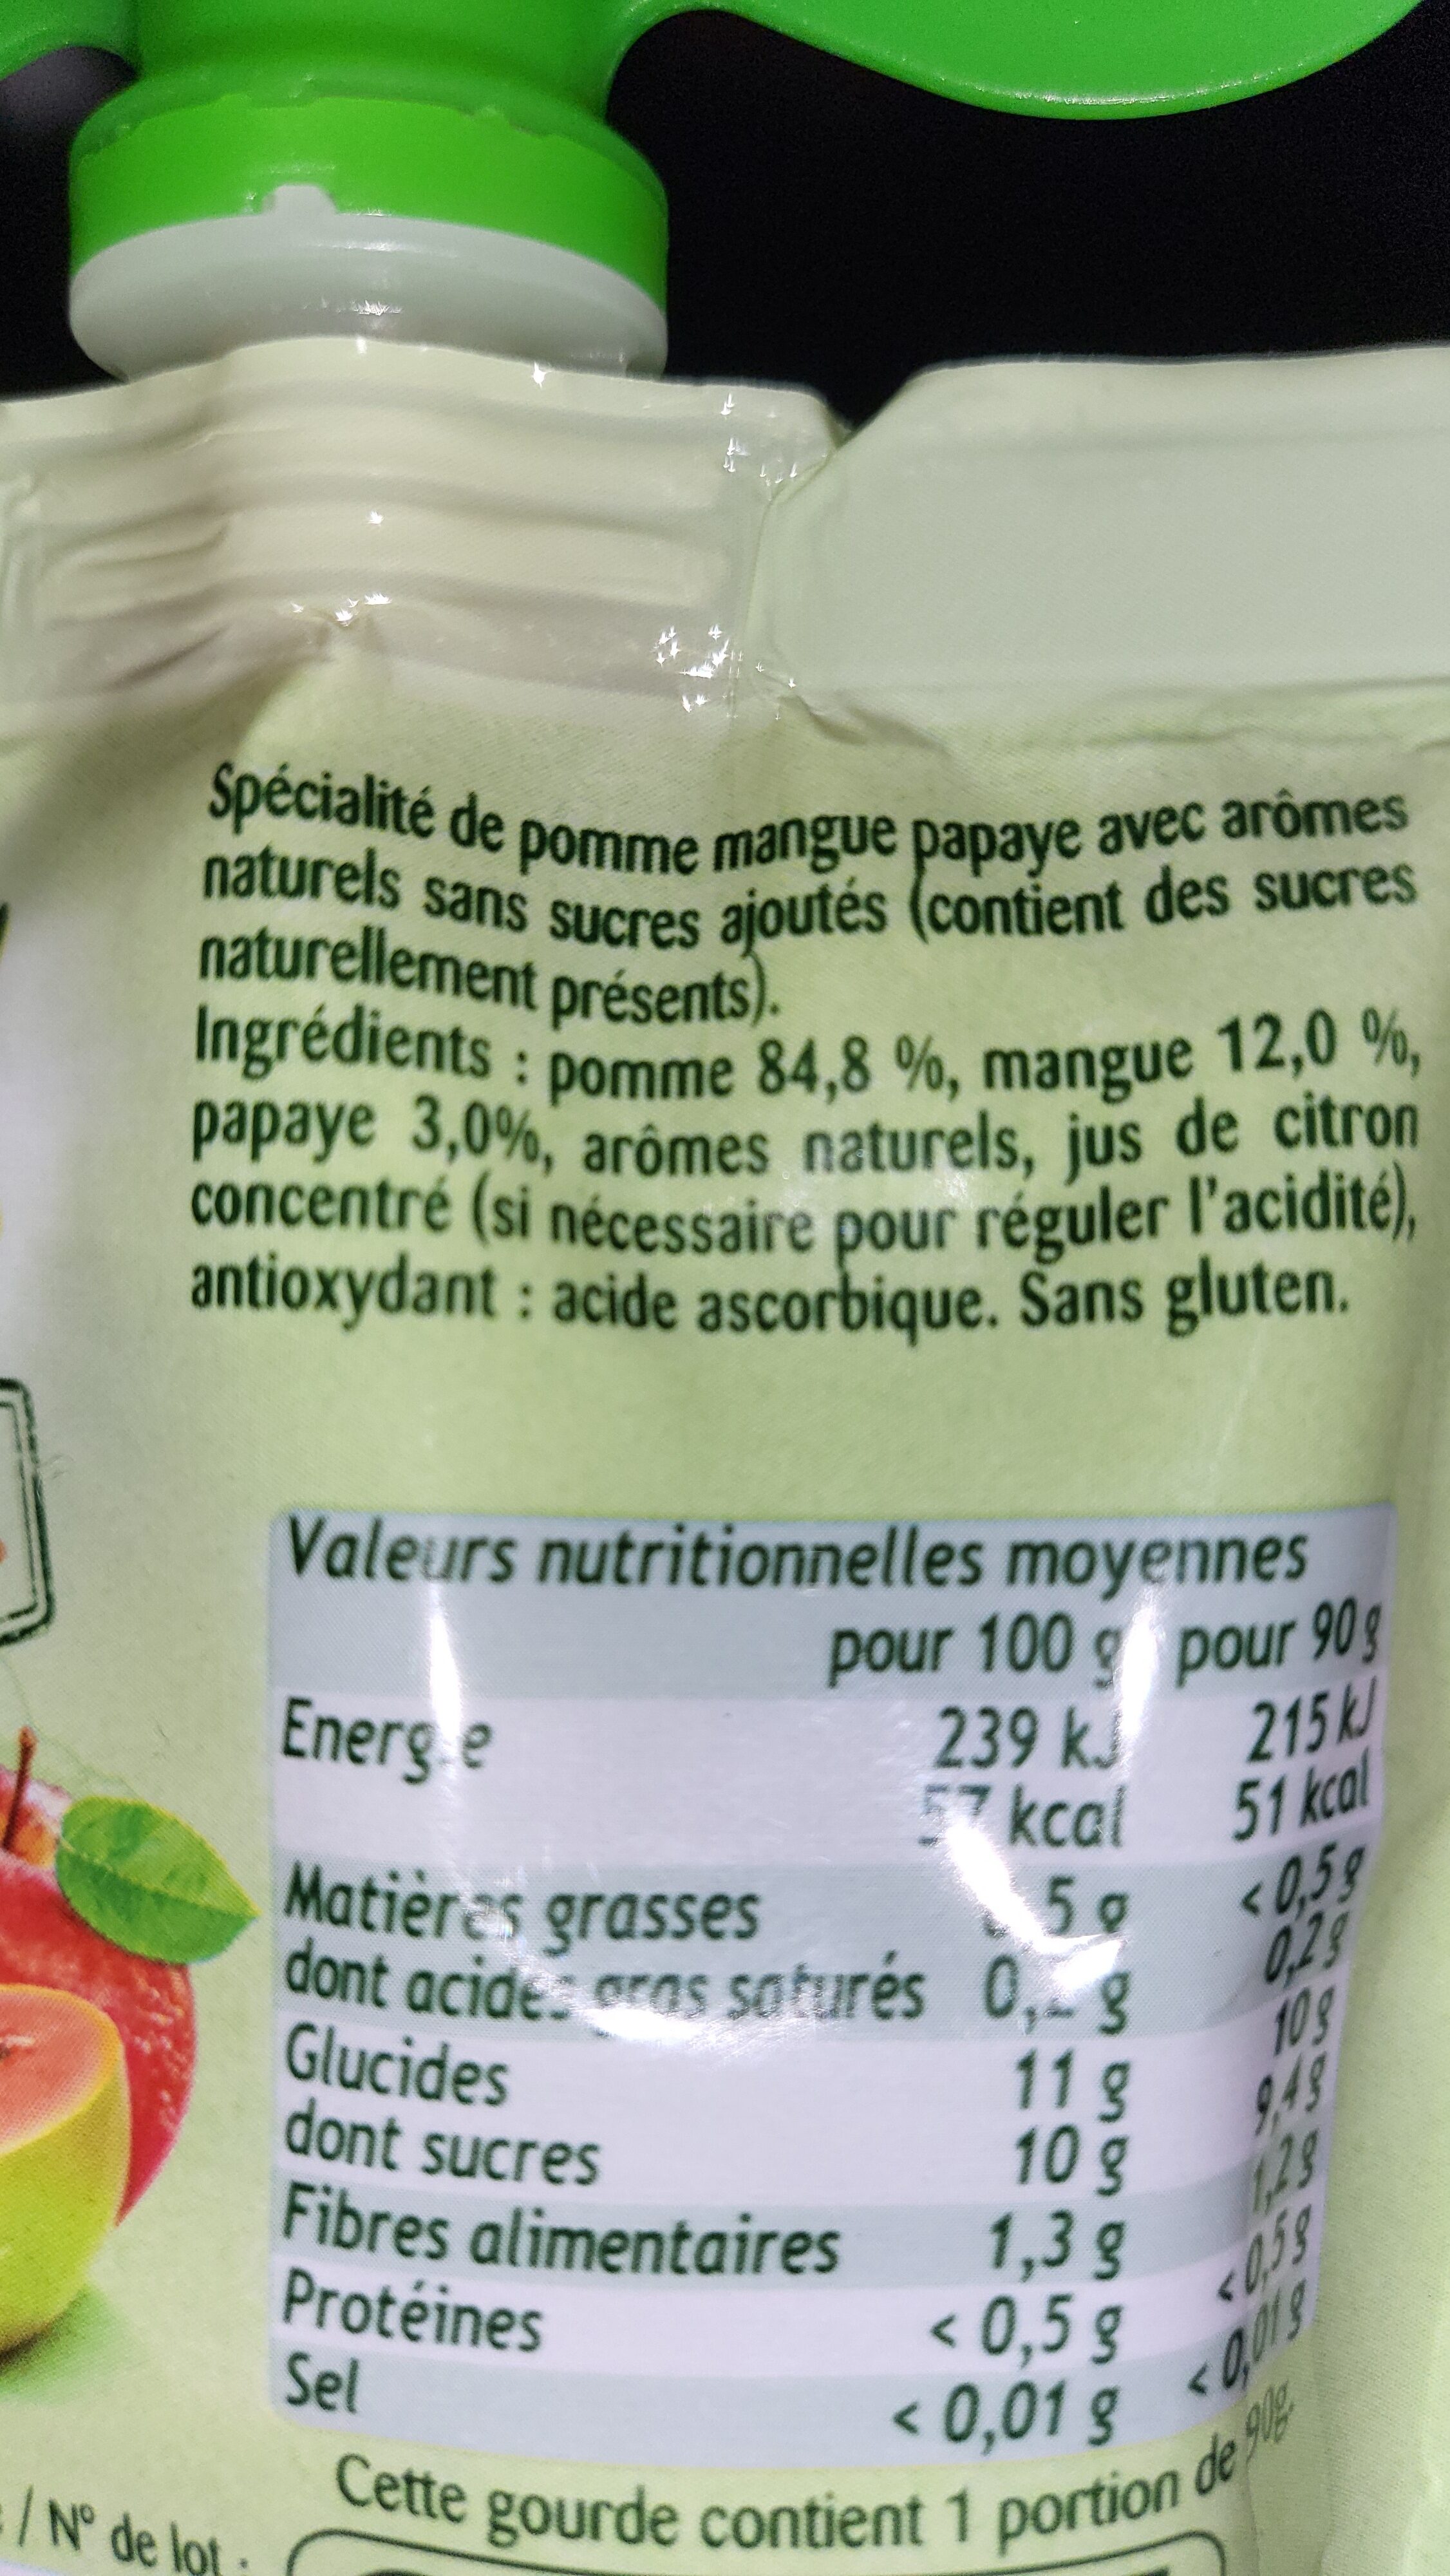 Spécialité de pomme mangue papaye avec arômes
naturels sans sucres ajoutés (contient des sucres
naturellement présents).
Ingrédients : pomme 84,8 %, mangue 12,0 %,
papaye 3,0%, arômes naturels, jus de citron
concentré (si nécessaire pour réguler l'acidité),
antioxydant : acide ascorbique. Sans gluten.
Valeurs nutritionnelles moyennes
pour 100 g pour 90 g
Energie 239 kJ 215 kJ
57 kcal 51 kcal
Matières grasses 5 g < 0,5 g
dont acides gras saturés 0, g 0,2 g
Glucides 11 g 10 g
dont sucres 10 g 9,4 g
Fibres alimentaires 1,3 g 1,2 g
Protéines < 0,5 g < 0,5 g
Sel < 0,01 g < 0,01 g
Cette gourde contient 1 portion de 90g.
/ N° de lot :